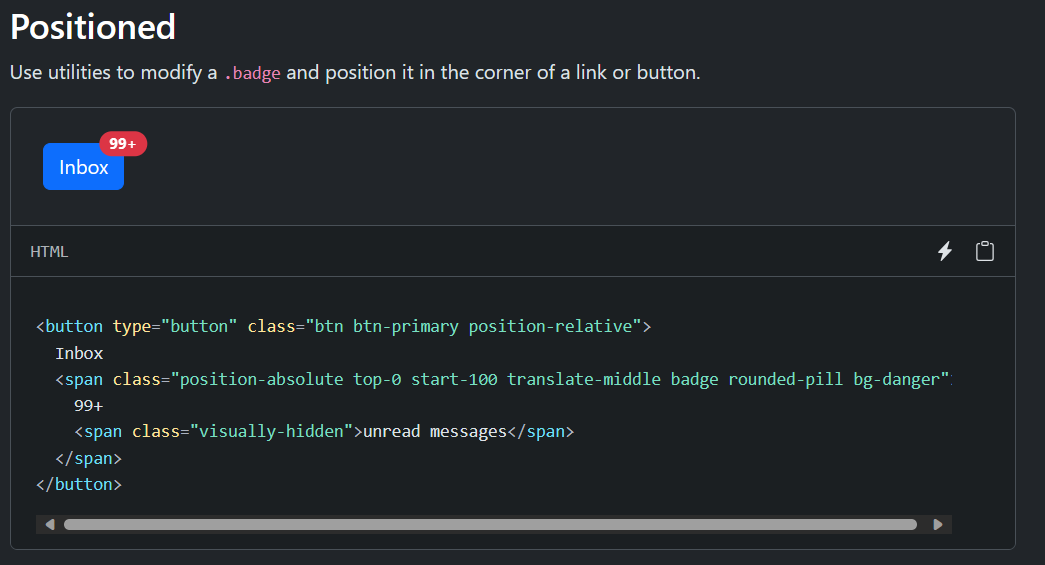 Positioned
Use utilities to modify a .badge and position it in the corner of a link or button.
99+
Inbox
HTML
<button type="button" class="btn btn-primary position-relative">
  Inbox
  <span class="position-absolute top-0 start-100 translate-middle badge rounded-pill bg-danger"
    99+
    <span class="visually-hidden">unread messages</span>
  </span>
</button>